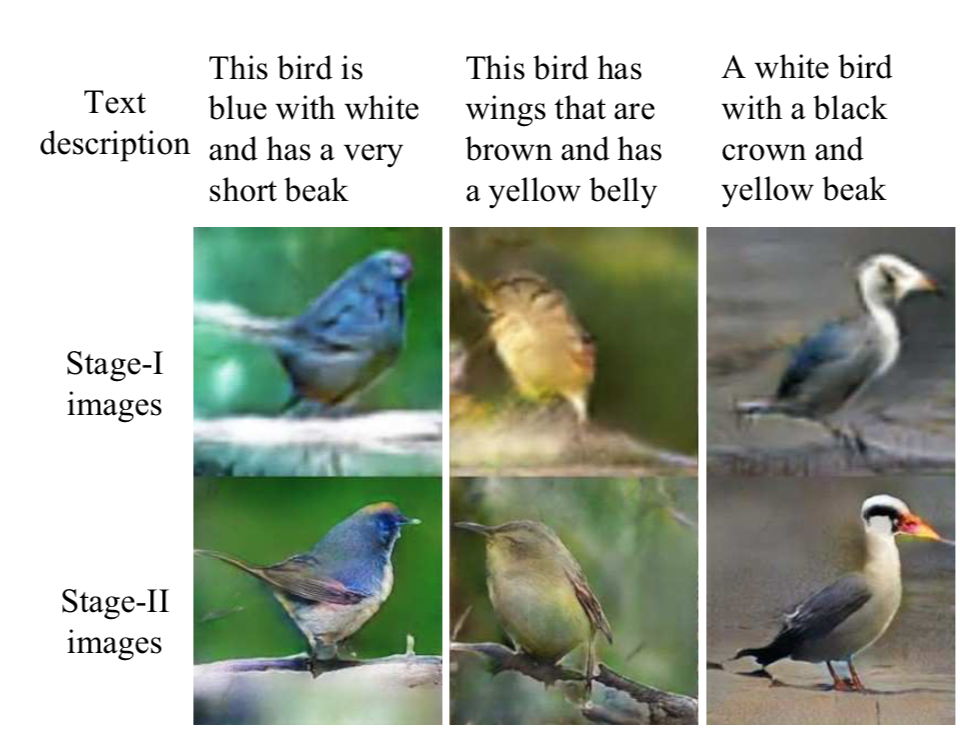 Text
description
This bird is
blue with white
and has a very
short beak
This bird has
wings that are
brown and has
a yellow belly
A white bird
with a black
crown and
yellow beak
Stage-I
images
Stage-II
images